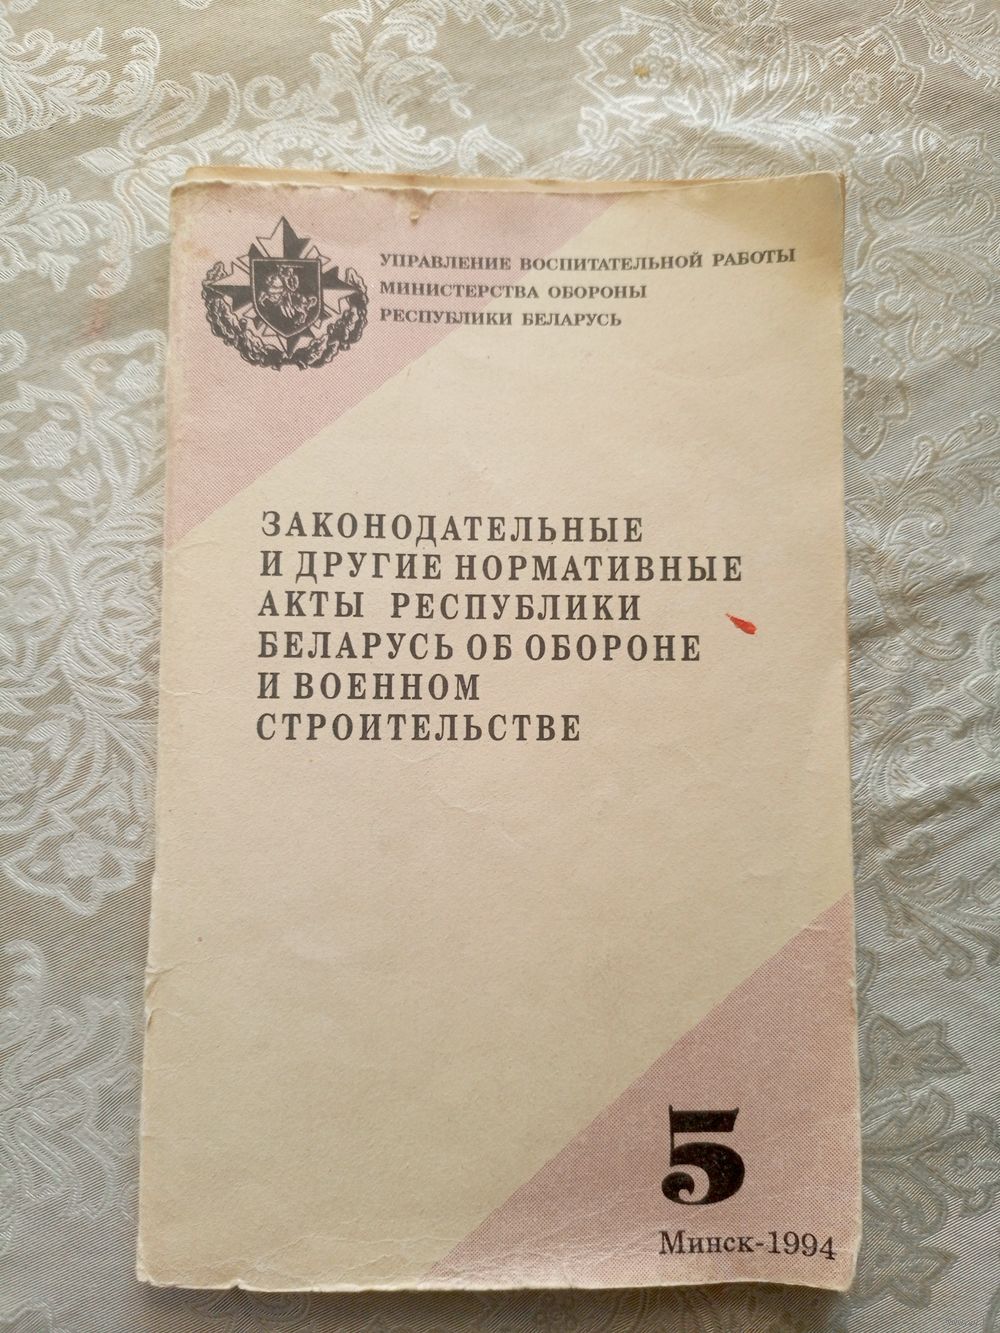 УПРАВЛЕНИЕ ВОСПИТАТЕЛЬНОЙ РАБОТЫ
МИНИСТЕРСТВА ОБОРОНЫ
РЕСПУБЛИКИ БЕЛАРУСЬ
ЗАКОНОДАТЕЛЬНЫЕ
И ДРУГИЕ НОРМАТИВНЫЕ
АКТЫ РЕСПУБЛИКИ
БЕЛАРУСЬ ОБ ОБОРОНЕ
И ВОЕННОМ
СТРОИТЕЛЬСТВЕ
5
Минск-1994